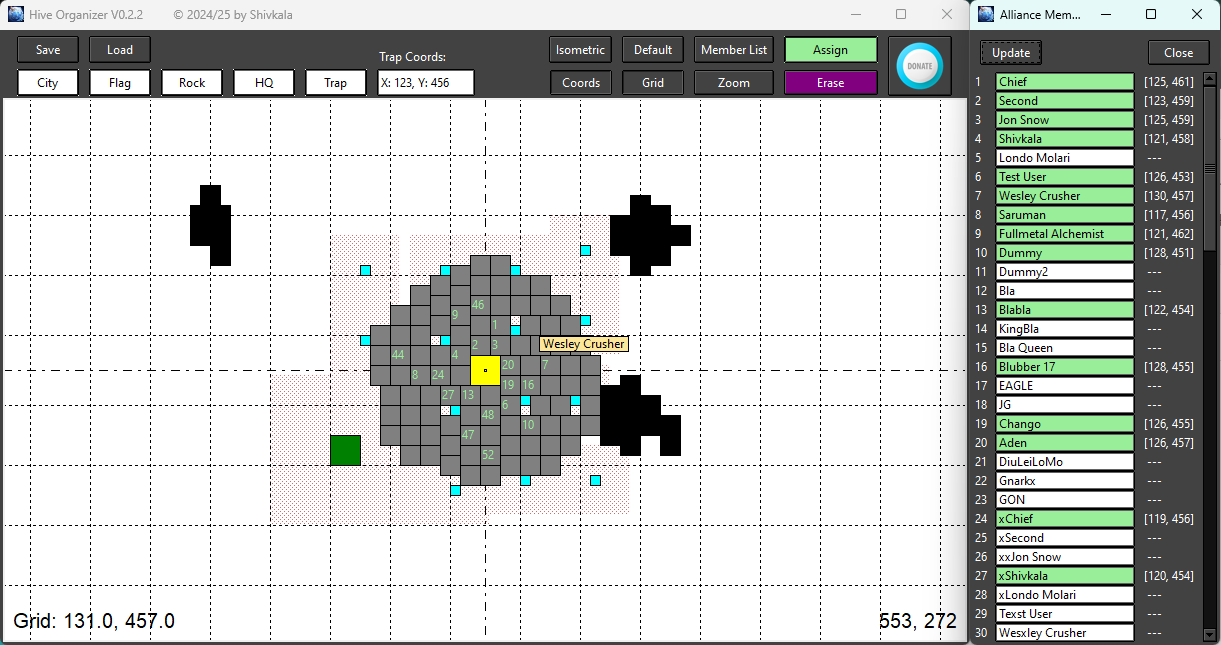 Hive Organizer V0.2.2 © 2024/25 by Shivkala
Save Load Trap Coords: Isometric Default Member List Assign DONATE
City Flag Rock HQ Trap X: 123, Y: 456 Coords Grid Zoom Erase
46
9
1
2 3 Wesley Crusher
44 4
20 7
8 24
19 16
27 13
6
48
10
47
52
Grid: 131.0, 457.0 553, 272
Alliance Mem...
Update Close
1 Chief [125, 461]
2 Second [123, 459]
3 Jon Snow [125, 459]
4 Shivkala [121, 458]
5 Londo Molari ---
6 Test User [126, 453]
7 Wesley Crusher [130, 457]
8 Saruman [117, 456]
9 Fullmetal Alchemist [121, 462]
10 Dummy [128, 451]
11 Dummy2 ---
12 Bla ---
13 Blabla [122, 454]
14 KingBla ---
15 Bla Queen ---
16 Blubber 17 [128, 455]
17 EAGLE ---
18 JG ---
19 Chango [126, 455]
20 Aden [126, 457]
21 DiuLeiLoMo ---
22 Gnarkx ---
23 GON ---
24 xChief [119, 456]
25 xSecond ---
26 xxJon Snow ---
27 xShivkala [120, 454]
28 xLondo Molari ---
29 Texst User ---
30 Wesxley Crusher ---